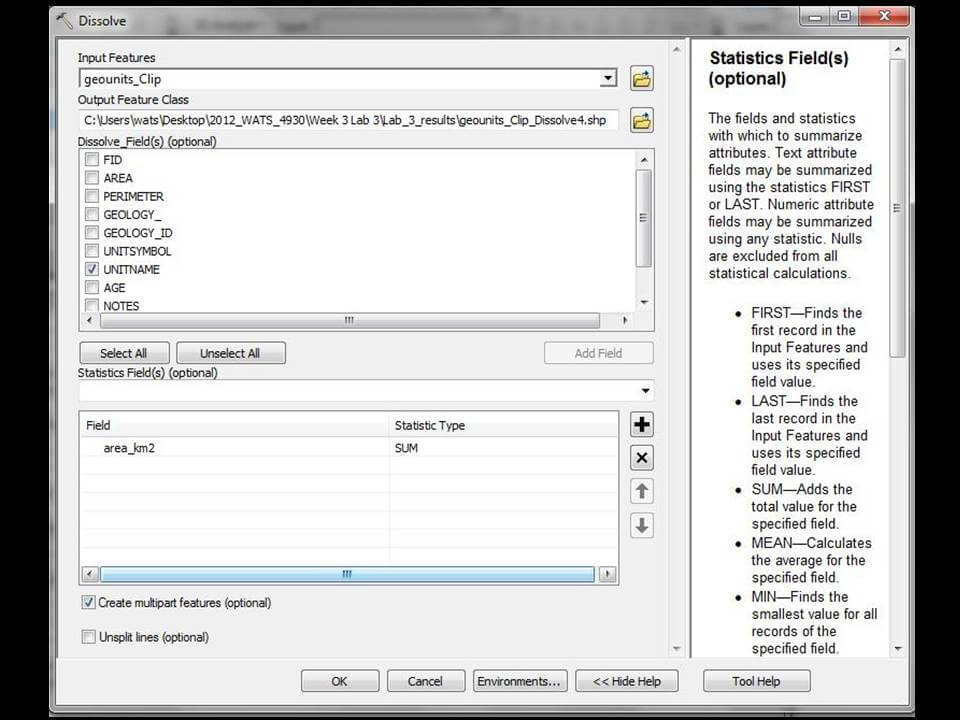 Dissolve
Input Features
geounits_Clip
Output Feature Class
C:\Users\wats\Desktop\2012_WATS_4930\Week 3 Lab 3\Lab_3_results\geounits_Clip_Dissolve4.shp
Dissolve_Field(s) (optional)
FID
AREA
PERIMETER
GEOLOGY_
GEOLOGY_ID
UNITSYMBOL
UNITNAME
AGE
NOTES
Select All
Unselect All
Add Field
Statistics Field(s) (optional)
Field Statistic Type
area_km2 SUM
Create multipart features (optional)
Unsplit lines (optional)
OK
Cancel
Environments...
<< Hide Help
Tool Help
Statistics Field(s)
(optional)
The fields and statistics
with which to summarize
attributes. Text attribute
fields may be summarized
using the statistics FIRST
or LAST. Numeric attribute
fields may be summarized
using any statistic. Nulls
are excluded from all
statistical calculations.
• FIRST—Finds the
first record in the
Input Features and
uses its specified
field value.
• LAST—Finds the
last record in the
Input Features and
uses its specified
field value.
• SUM—Adds the
total value for the
specified field.
• MEAN—Calculates
the average for the
specified field.
• MIN—Finds the
smallest value for all
records of the
specified field.